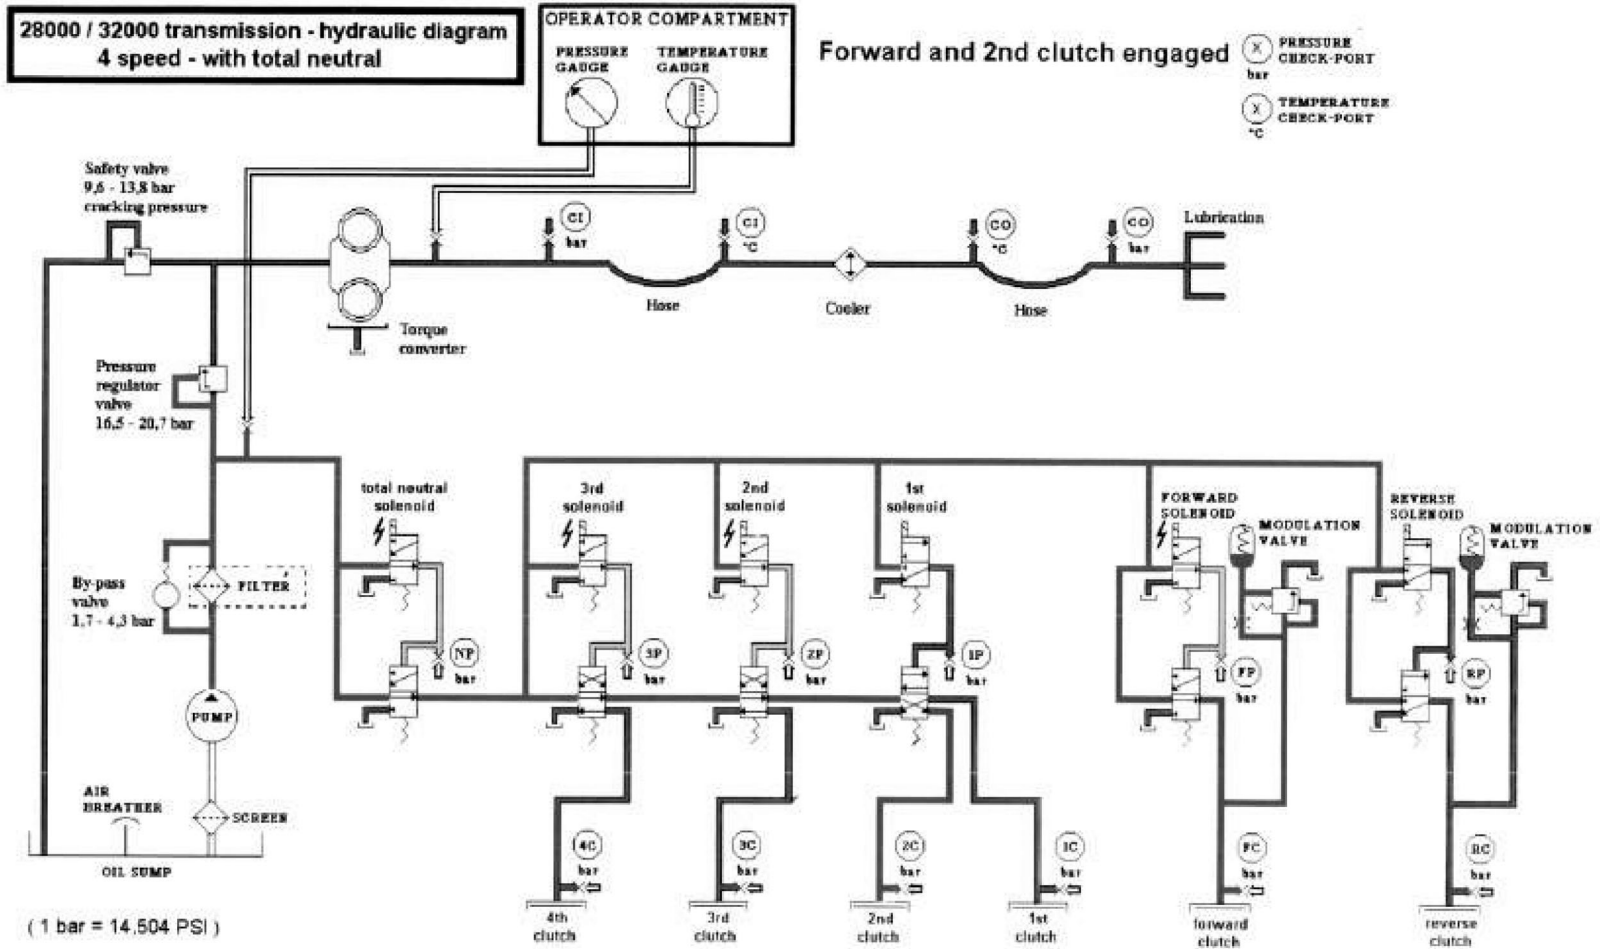 28000 / 32000 transmission - hydraulic diagram
4 speed - with total neutral
OPERATOR COMPARTMENT
PRESSURE
GAUGE
TEMPERATURE
GAUGE
Forward and 2nd clutch engaged
X
bar
PRESSURE
CHECK-PORT
X
°C
TEMPERATURE
CHECK-PORT
Safety valve
9,6 - 13,8 bar
cracking pressure
CI
bar
CI
°C
CO
°C
CO
bar
Lubrication
Hose
Cooler
Hose
Torque
converter
Pressure
regulator
valve
16,5 - 20,7 bar
total neutral
solenoid
3rd
solenoid
2nd
solenoid
1st
solenoid
FORWARD
SOLENOID
MODULATION
VALVE
REVERSE
SOLENOID
MODULATION
VALVE
By-pass
valve
1,7 - 4,3 bar
FILTER
NP
bar
3P
bar
2P
bar
1P
bar
FP
bar
RP
bar
PUMP
AIR
BREATHER
SCREEN
OIL SUMP
4C
bar
3C
bar
2C
bar
1C
bar
FC
bar
RC
bar
4th
clutch
3rd
clutch
2nd
clutch
1st
clutch
forward
clutch
reverse
clutch
( 1 bar = 14.504 PSI )